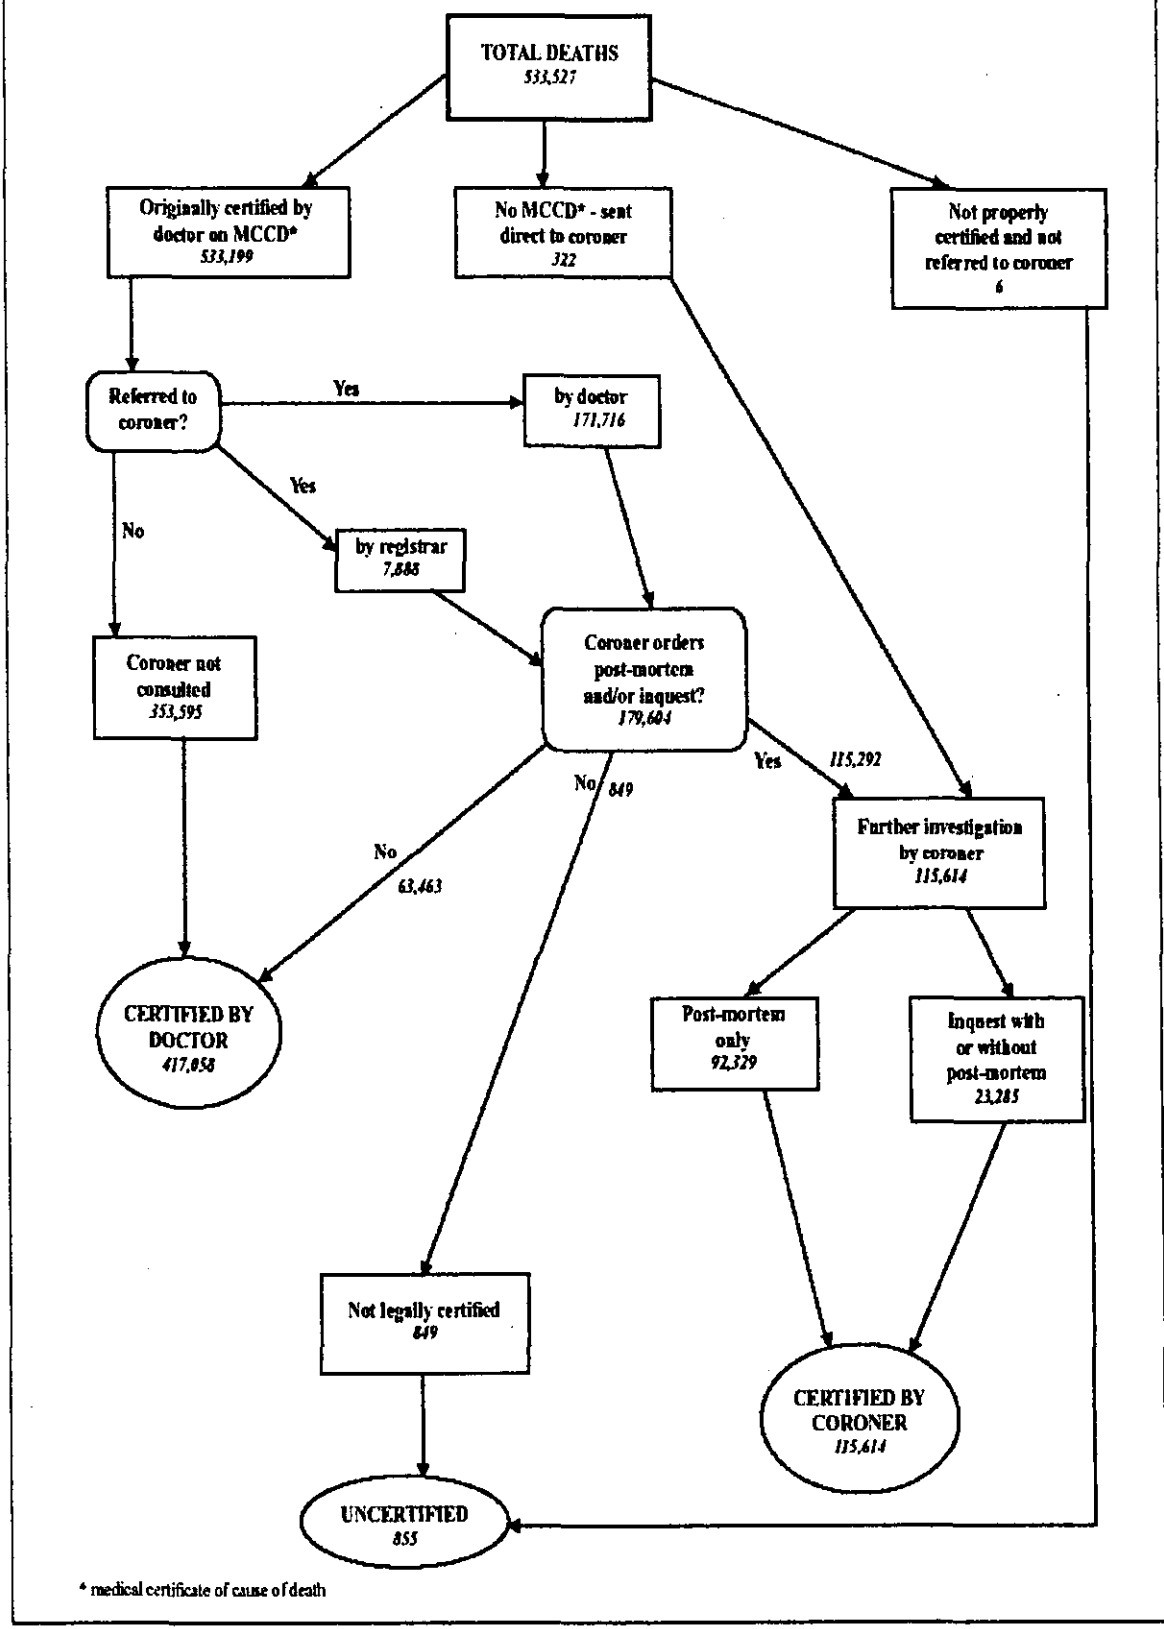 TOTAL DEATHS
533,527
Originally certified by
doctor on MCCD*
533,199
No MCCD* - sent
direct to coroner
322
Not properly
certified and not
referred to coroner
6
Referred to
coroner?
Yes
by doctor
171,716
Yes
No
by registrar
7,888
Coroner not
consulted
353,595
Coroner orders
post-mortem
and/or inquest?
179,604
Yes
115,292
No
849
No
63,463
Further investigation
by coroner
115,614
CERTIFIED BY
DOCTOR
417,058
Post-mortem
only
92,329
Inquest with
or without
post-mortem
23,285
Not legally certified
849
CERTIFIED BY
CORONER
115,614
UNCERTIFIED
855
* medical certificate of cause of death